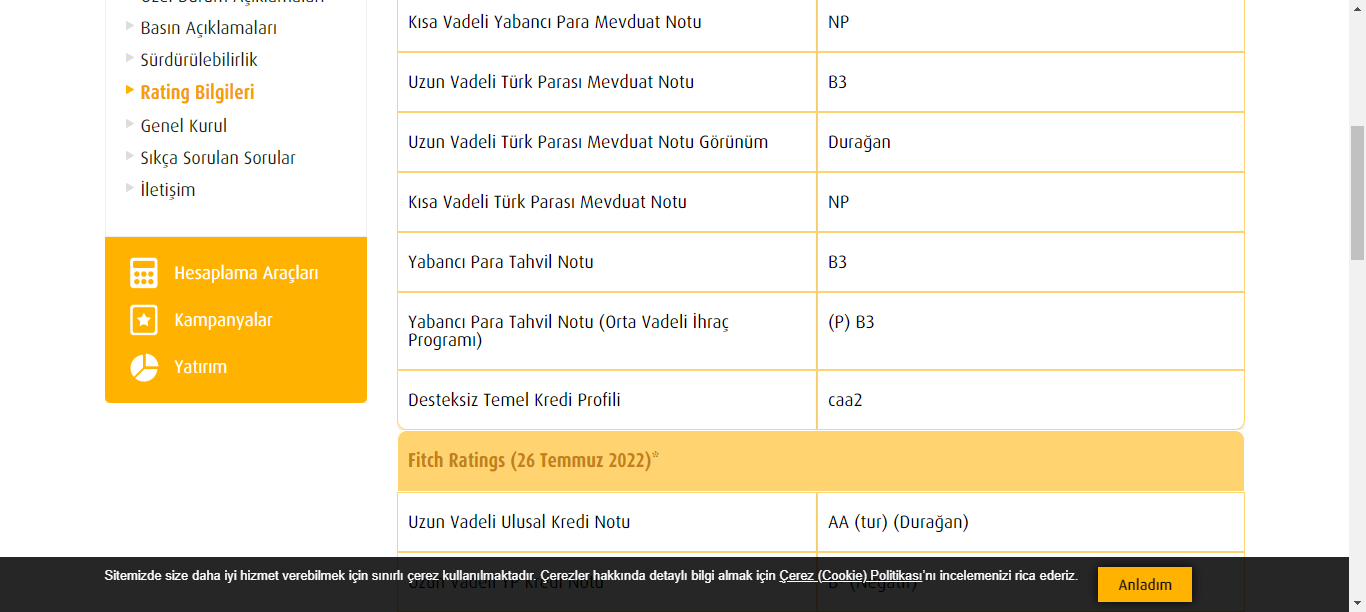 Basın Açıklamaları
Sürdürülebilirlik
Rating Bilgileri
Genel Kurul
Sıkça Sorulan Sorular
İletişim
Hesaplama Araçları
Kampanyalar
Yatırım
Kısa Vadeli Yabancı Para Mevduat Notu NP
Uzun Vadeli Türk Parası Mevduat Notu B3
Uzun Vadeli Türk Parası Mevduat Notu Görünüm Durağan
Kısa Vadeli Türk Parası Mevduat Notu NP
Yabancı Para Tahvil Notu B3
Yabancı Para Tahvil Notu (Orta Vadeli İhraç
Programı) (P) B3
Desteksiz Temel Kredi Profili caa2
Fitch Ratings (26 Temmuz 2022)*
Uzun Vadeli Ulusal Kredi Notu AA (tur) (Durağan)
Sitemizde size daha iyi hizmet verebilmek için sınırlı çerez kullanılmaktadır. Çerezler hakkında detaylı bilgi almak için Çerez (Cookie) Politikası'nı incelemenizi rica ederiz.
Anladım